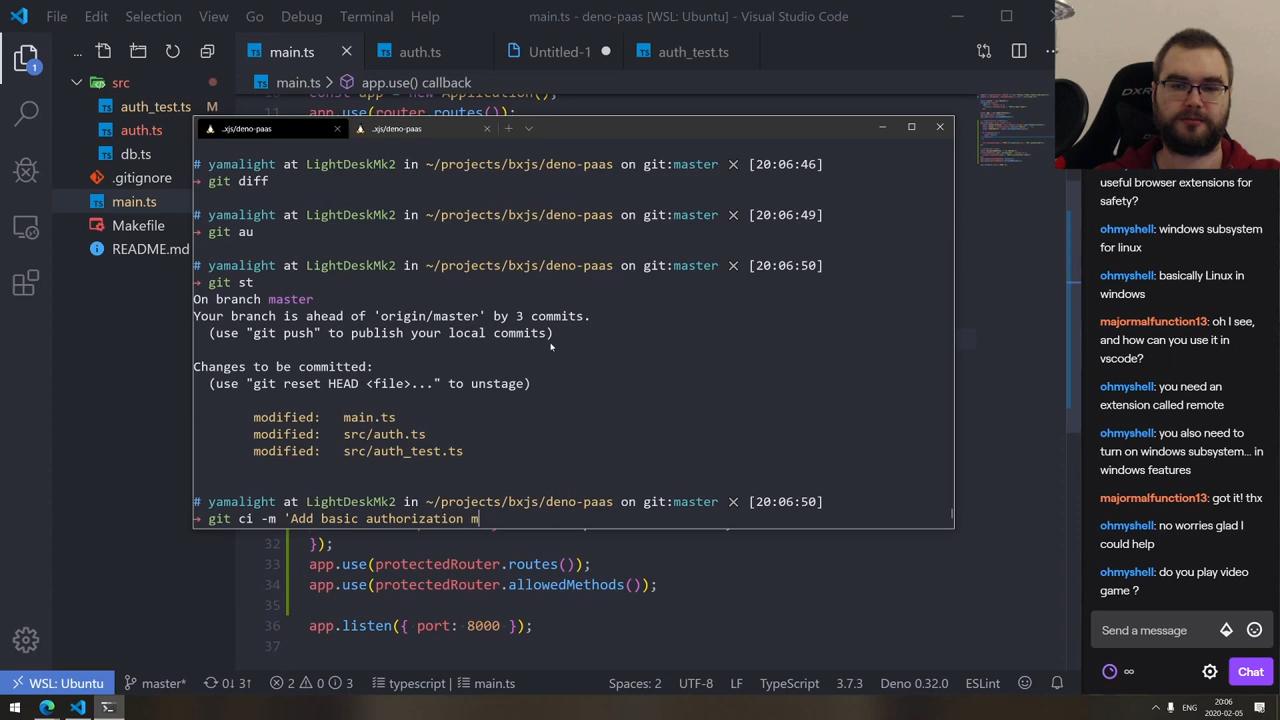 File Edit Selection View Go Debug Terminal Help main.ts - deno-paas [WSL: Ubuntu] - Visual Studio Code
main.ts auth.ts Untitled-1 auth_test.ts
main.ts > app.use() callback
1
src
auth_test.ts M
auth.ts
db.ts
.gitignore
main.ts
Makefile
README.md
app.use(router.routes());
..xjs/deno-paas ..xjs/deno-paas
# yamalight at LightDeskMk2 in ~/projects/bxjs/deno-paas on git:master ✕ [20:06:46]
→ git diff
# yamalight at LightDeskMk2 in ~/projects/bxjs/deno-paas on git:master ✕ [20:06:49]
→ git au
# yamalight at LightDeskMk2 in ~/projects/bxjs/deno-paas on git:master ✕ [20:06:50]
→ git st
On branch master
Your branch is ahead of 'origin/master' by 3 commits.
(use "git push" to publish your local commits)
Changes to be committed:
(use "git reset HEAD <file>..." to unstage)
modified: main.ts
modified: src/auth.ts
modified: src/auth_test.ts
# yamalight at LightDeskMk2 in ~/projects/bxjs/deno-paas on git:master ✕ [20:06:50]
→ git ci -m 'Add basic authorization m
32 });
33 app.use(protectedRouter.routes());
34 app.use(protectedRouter.allowedMethods());
35
36 app.listen({ port: 8000 });
37
DXR
useful browser extensions for
safety?
ohmyshell: windows subsystem
for linux
ohmyshell: basically Linux in
windows
majormalfunction13: oh I see,
and how can you use it in
vscode?
ohmyshell: you need an
extension called remote
ohmyshell: you also need to
turn on windows subsystem... in
windows features
majormalfunction13: got it! thx
ohmyshell: no worries glad I
could help
ohmyshell: do you play video
game ?
Send a message
∞ Chat
WSL: Ubuntu master* 0↓ 3↑ 2 0 3 typescript | main.ts Spaces: 2 UTF-8 LF TypeScript 3.7.3 Deno 0.32.0 ESLint
ENG 20:06
2020-02-05